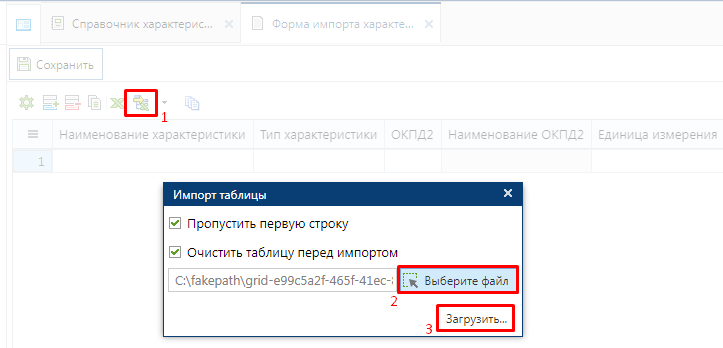 Справочник характерис...
Форма импорта характе...
Сохранить
1
Наименование характеристики Тип характеристики ОКПД2 Наименование ОКПД2 Единица измерения
1
Импорт таблицы
Пропустить первую строку
Очистить таблицу перед импортом
C:\fakepath\grid-e99c5a2f-465f-41ec- Выберите файл
2
3 Загрузить...